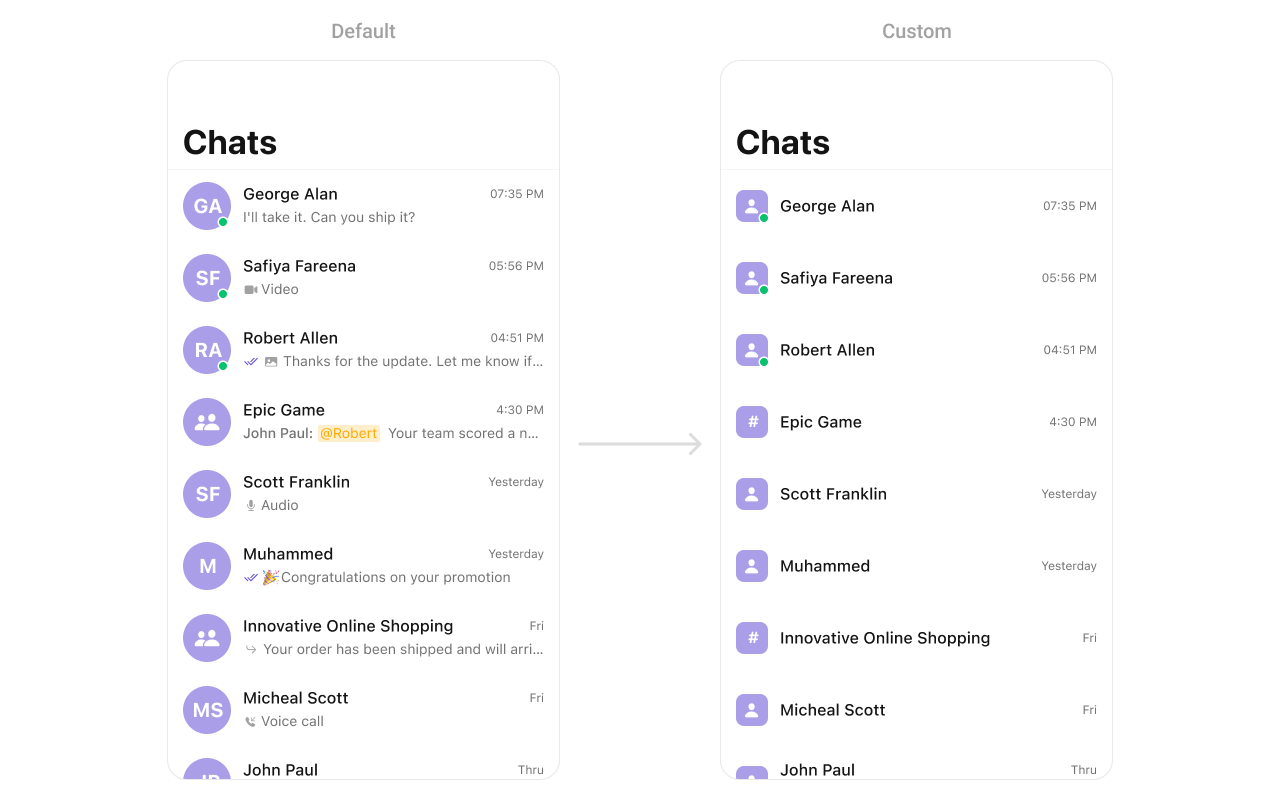 Default
Chats
GA
George Alan
07:35 PM
I'll take it. Can you ship it?
SF
Safiya Fareena
05:56 PM
Video
RA
Robert Allen
04:51 PM
Thanks for the update. Let me know if...
Epic Game
4:30 PM
John Paul: @Robert Your team scored a n...
SF
Scott Franklin
Yesterday
Audio
M
Muhammed
Yesterday
🎉Congratulations on your promotion
Innovative Online Shopping
Fri
Your order has been shipped and will arri...
MS
Micheal Scott
Fri
Voice call
John Paul
Thru
Custom
Chats
George Alan
07:35 PM
Safiya Fareena
05:56 PM
Robert Allen
04:51 PM
#
Epic Game
4:30 PM
Scott Franklin
Yesterday
Muhammed
Yesterday
#
Innovative Online Shopping
Fri
Micheal Scott
Fri
John Paul
Thru